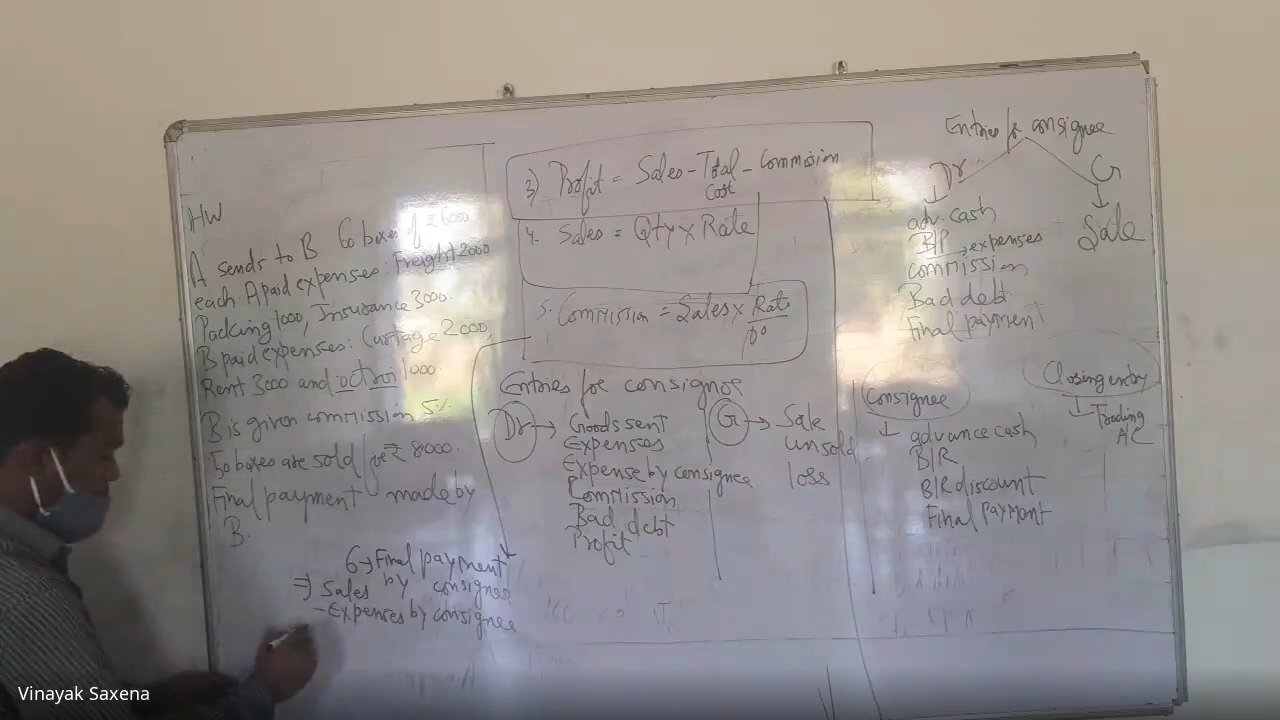 HW
A sends to B 60 boxes of ₹ 6000
each. A paid expenses: Freight 2000
Packing 1000, Insurance 3000.
B paid expenses: Cartage 2000,
Rent 3000 and octroi 1000.
B is given commission 5%.
50 boxes are sold for ₹ 8000.
Final payment made by
B.
6→ Final payment
⇒ Sales by consignee
- Expenses by consignee
3) Profit = Sales - Total cost - Commission
4. Sales = Qty x Rate
5. Commission = Sales x Rate
Entries for consignor
Dr → Goods sent
Expenses
Expense by consignee
Commission
Bad debt
Profit
Cr → Sale
unsold
loss
Entries for consignee
Dr
adv. cash
B/P → expenses
commission
Bad debt
Final payment
Cr
Sale
Consignee
↓ advance cash
B/R
B/R discount
Final Payment
Closing entry
↓ Trading
A/C
Vinayak Saxena